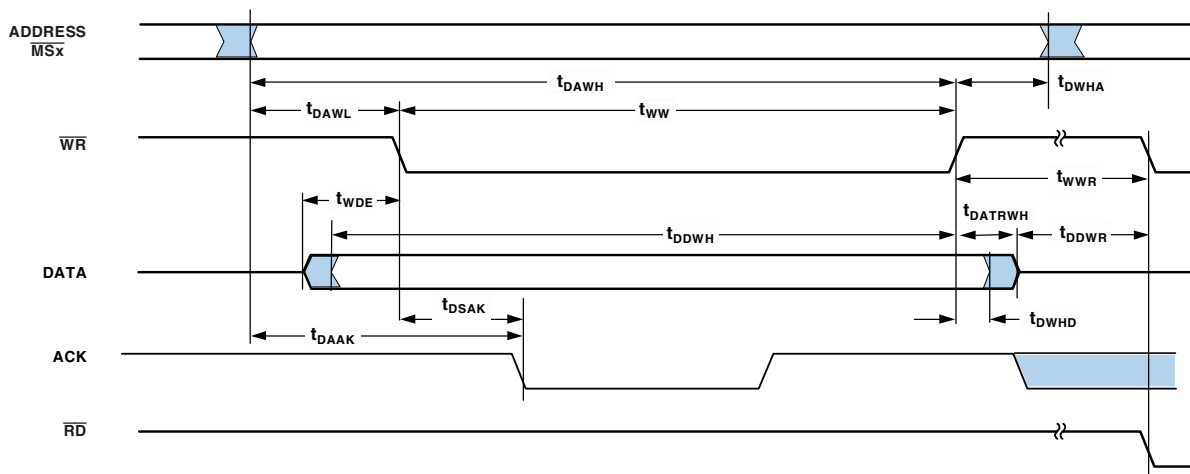 ADDRESS
MSx
tDAWH
tDWHA
tDAWL
tWW
WR
tWWR
tWDE
tDATRWH
tDDWH
tDDWR
DATA
tDSAK
tDWHD
tDAAK
ACK
RD